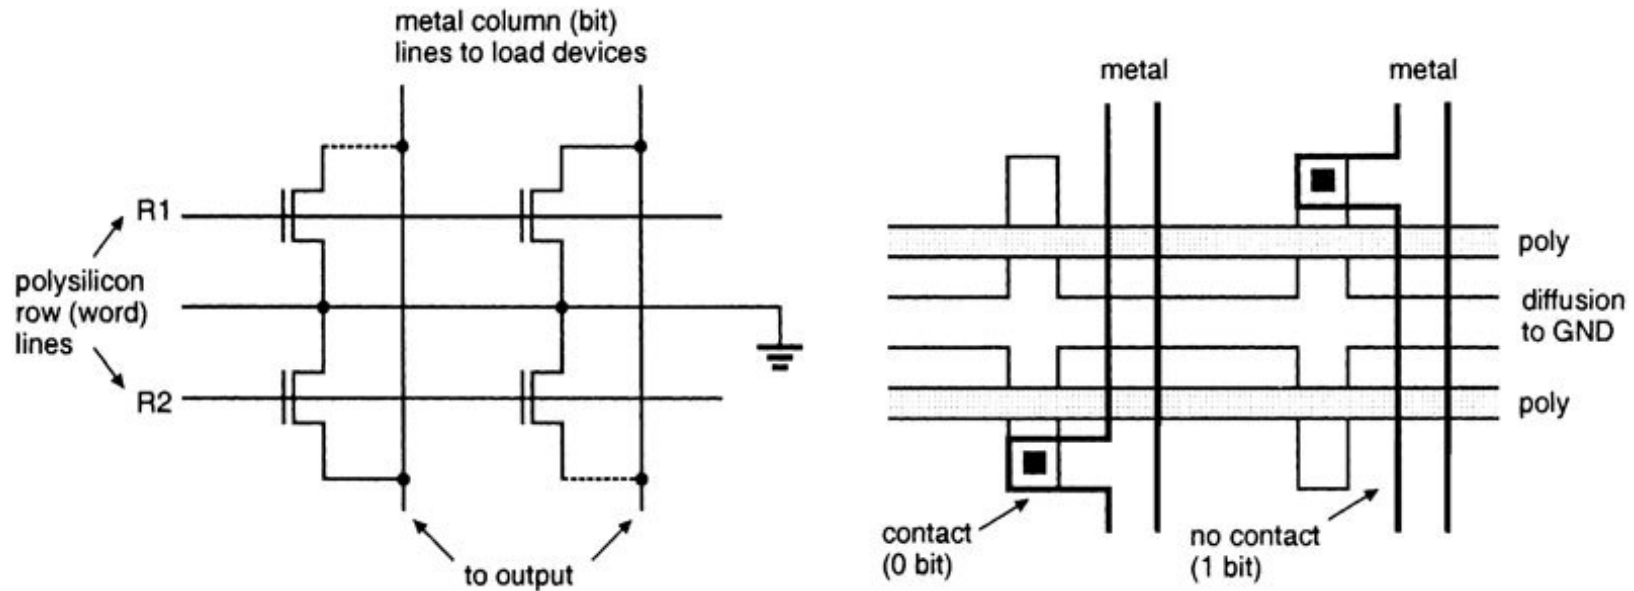 metal column (bit)
lines to load devices
R1
polysilicon
row (word)
lines
R2
to output
metal
metal
poly
diffusion
to GND
poly
contact
(0 bit)
no contact
(1 bit)